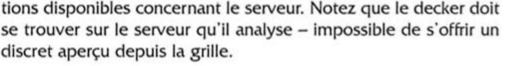 tions disponibles concernant le serveur. Notez que le decker doit
se trouver sur le serveur qu'il analyse – impossible de s'offrir un
discret aperçu depuis la grille.